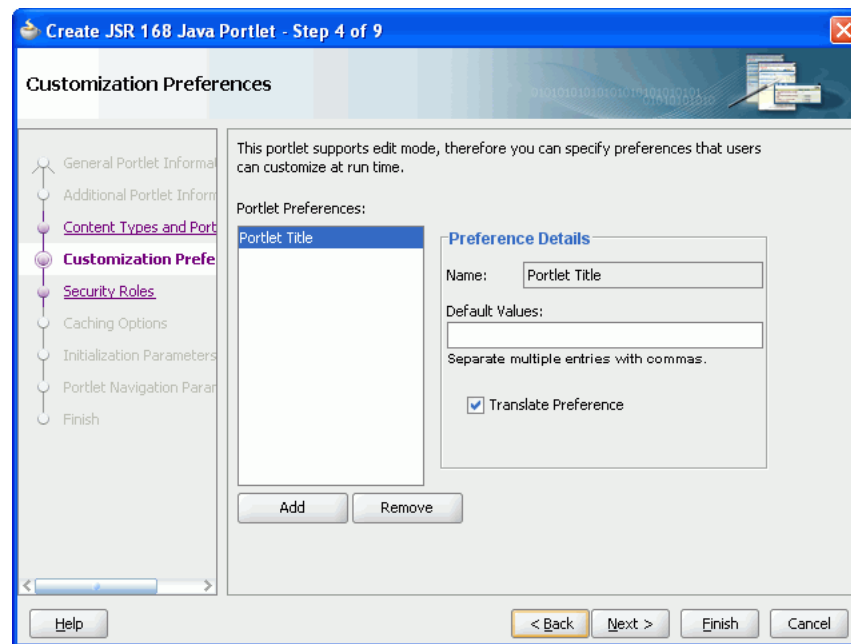 Create JSR 168 Java Portlet - Step 4 of 9
Customization Preferences
This portlet supports edit mode, therefore you can specify preferences that users
can customize at run time.
General Portlet Informat
Additional Portlet Inform
Content Types and Port
Customization Prefe
Security Roles
Caching Options
Initialization Parameters
Portlet Navigation Parar
Finish
Portlet Preferences:
Portlet Title
Preference Details
Name: Portlet Title
Default Values:
Separate multiple entries with commas.
Translate Preference
Add Remove
Help < Back Next > Finish Cancel